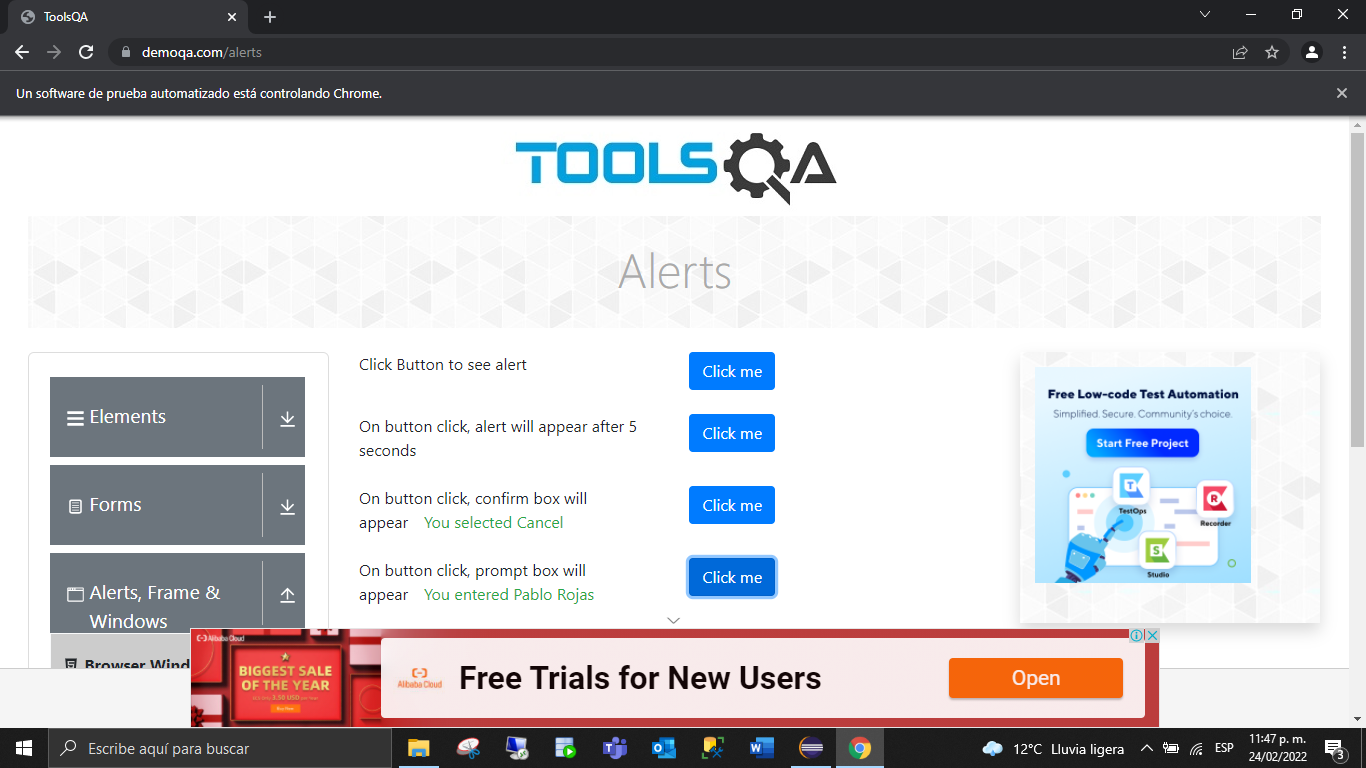 ToolsQA
demoqa.com/alerts
Un software de prueba automatizado está controlando Chrome.
TOOLSQA
Alerts
Elements
Forms
Alerts, Frame &
Windows
Browser Wind
Click Button to see alert
Click me
On button click, alert will appear after 5
seconds
Click me
On button click, confirm box will
appear You selected Cancel
Click me
On button click, prompt box will
appear You entered Pablo Rojas
Click me
Free Low-code Test Automation
Simplified. Secure. Community's choice.
Start Free Project
TestOps
Recorder
Studio
Alibaba Cloud
BIGGEST SALE
OF THE YEAR
Alibaba Cloud
Free Trials for New Users
Open
Escribe aquí para buscar
12°C Lluvia ligera
ESP
11:47 p. m.
24/02/2022
3